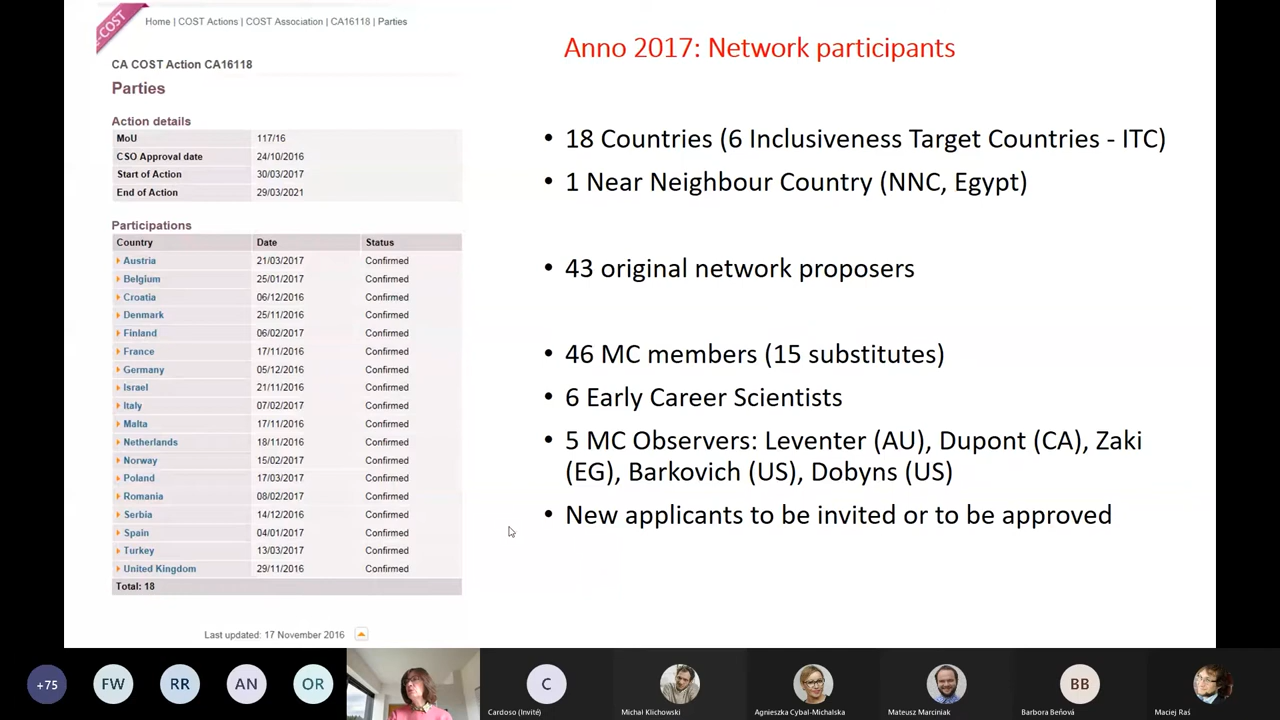 -COST
Home | COST Actions | COST Association | CA16118 | Parties
CA COST Action CA16118
Parties
Action details
MoU 117/16
CSO Approval date 24/10/2016
Start of Action 30/03/2017
End of Action 29/03/2021
Participations
Country Date Status
Austria 21/03/2017 Confirmed
Belgium 25/01/2017 Confirmed
Croatia 06/12/2016 Confirmed
Denmark 25/11/2016 Confirmed
Finland 06/02/2017 Confirmed
France 17/11/2016 Confirmed
Germany 05/12/2016 Confirmed
Israel 21/11/2016 Confirmed
Italy 07/02/2017 Confirmed
Malta 17/11/2016 Confirmed
Netherlands 18/11/2016 Confirmed
Norway 15/02/2017 Confirmed
Poland 17/03/2017 Confirmed
Romania 08/02/2017 Confirmed
Serbia 14/12/2016 Confirmed
Spain 04/01/2017 Confirmed
Turkey 13/03/2017 Confirmed
United Kingdom 29/11/2016 Confirmed
Total: 18
Last updated: 17 November 2016
Anno 2017: Network participants
• 18 Countries (6 Inclusiveness Target Countries - ITC)
• 1 Near Neighbour Country (NNC, Egypt)
• 43 original network proposers
• 46 MC members (15 substitutes)
• 6 Early Career Scientists
• 5 MC Observers: Leventer (AU), Dupont (CA), Zaki
(EG), Barkovich (US), Dobyns (US)
• New applicants to be invited or to be approved
+75
FW
RR
AN
OR
C
Cardoso (Invité)
Michał Klichowski
Agnieszka Cybal-Michalska
Mateusz Marciniak
BB
Barbora Beňová
Maciej Raś